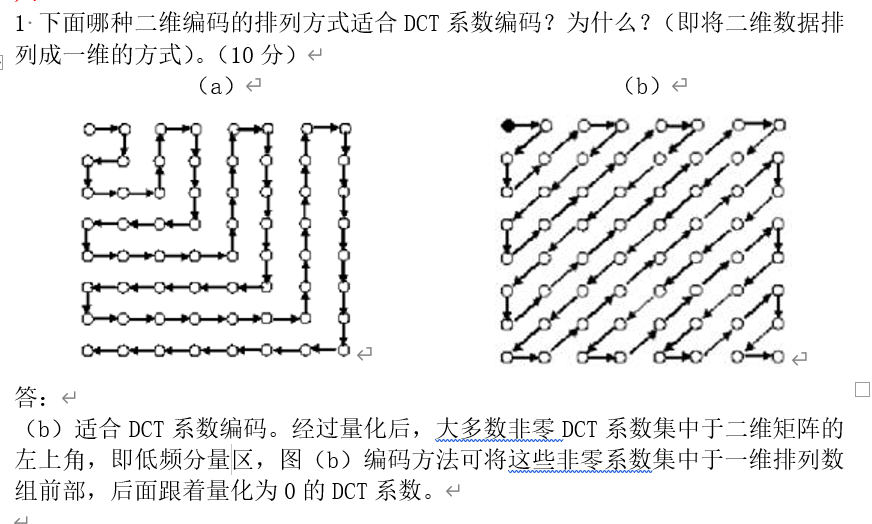 1· 下面哪种二维编码的排列方式适合 DCT 系数编码？为什么？（即将二维数据排
列成一维的方式）。（10 分）
（a） （b）
答：
（b）适合 DCT 系数编码。经过量化后，大多数非零 DCT 系数集中于二维矩阵的
左上角，即低频分量区，图（b）编码方法可将这些非零系数集中于一维排列数
组前部，后面跟着量化为 0 的 DCT 系数。